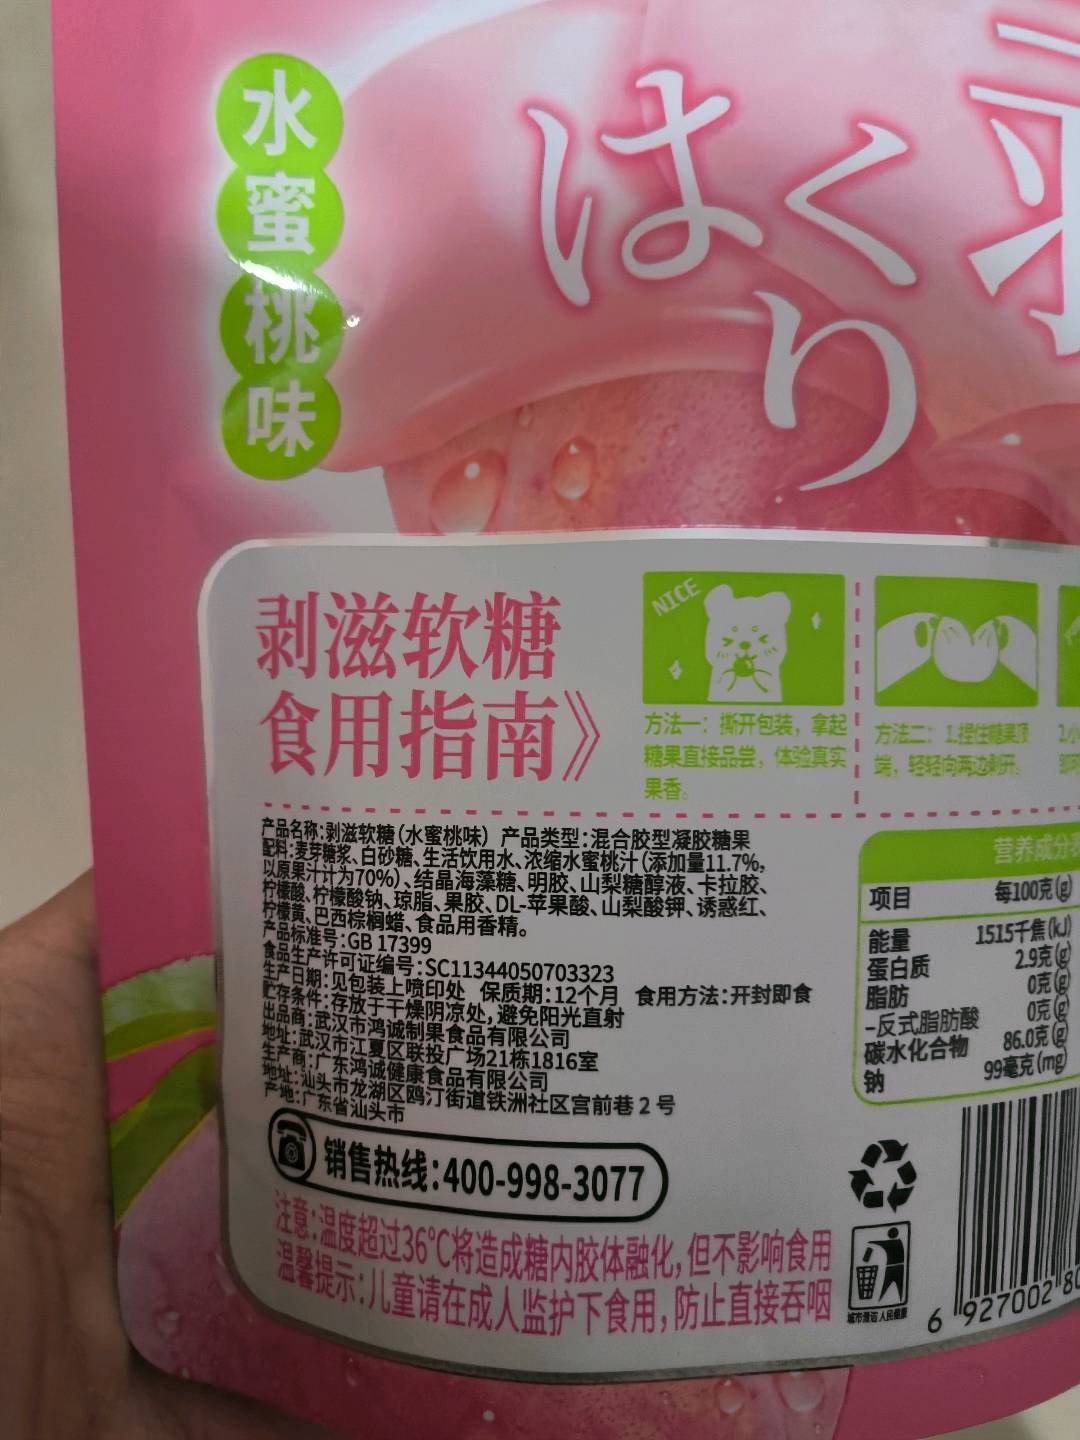 水蜜桃味
はく
り
剥滋软糖
食用指南》
NICE
方法一：撕开包装，拿起
糖果直接品尝，体验真实
果香。
方法二：1.捏住糖果顶
端，轻轻向两边剥开。
产品名称:剥滋软糖(水蜜桃味) 产品类型:混合胶型凝胶糖果
配料:麦芽糖浆、白砂糖、生活饮用水、浓缩水蜜桃汁(添加量11.7%,
以原果汁计为70%)、结晶海藻糖、明胶、山梨糖醇液、卡拉胶、
柠檬酸、柠檬酸钠、琼脂、果胶、DL-苹果酸、山梨酸钾、诱惑红、
柠檬黄、巴西棕榈蜡、食品用香精。
产品标准号:GB 17399
食品生产许可证编号:SC11344050703323
生产日期:见包装上喷印处 保质期:12个月 食用方法:开封即食
贮存条件:存放于干燥阴凉处,避免阳光直射
出品商:武汉市鸿诚制果食品有限公司
地址:武汉市江夏区联投广场21栋1816室
生产商:广东鸿诚健康食品有限公司
地址:汕头市龙湖区鸥汀街道铁洲社区宫前巷2号
产地:广东省汕头市
销售热线:400-998-3077
注意:温度超过36℃将造成糖内胶体融化,但不影响食用
温馨提示:儿童请在成人监护下食用,防止直接吞咽
营养成分表
项目 每100克(g)
能量 1515千焦(kJ)
蛋白质 2.9克(g)
脂肪 0克(g)
-反式脂肪酸 0克(g)
碳水化合物 86.0克(g)
钠 99毫克(mg)
城市清洁 人民健康
6 927002 80